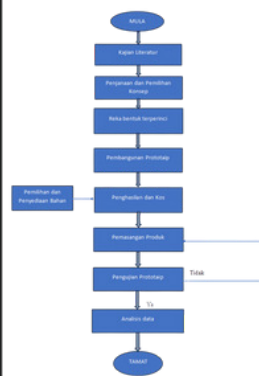 MULA
Kajian Literatur
Penjanaan dan Pemilihan
Konsep
Reka bentuk terperinci
Pembangunan Prototaip
Pemilihan dan
Penyediaan Bahan
Penghasilan dan Kos
Pemasangan Produk
Pengujian Prototaip
Tidak
Ya
Analisis data
TAMAT